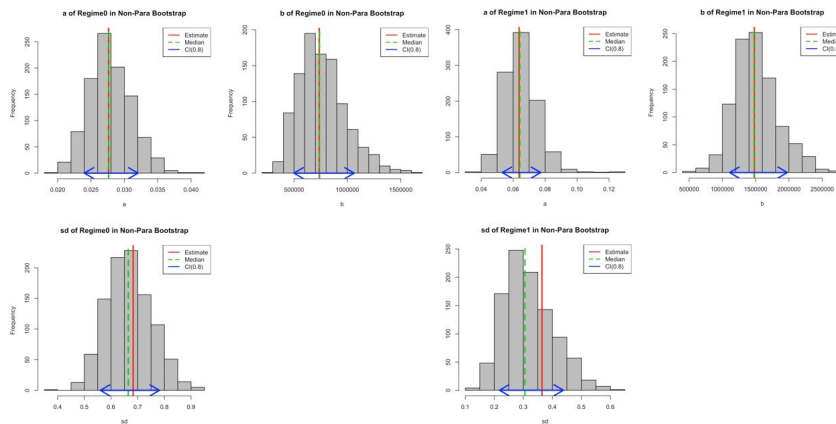 a of Regime0 in Non-Para Bootstrap
Frequency
0 50 100 150 200 250
0.020 0.025 0.030 0.035 0.040
a
Estimate
Median
CI(0.8)
b of Regime0 in Non-Para Bootstrap
0 50 100 150 200
500000 1000000 1500000
b
Estimate
Median
CI(0.8)
a of Regime1 in Non-Para Bootstrap
0 100 200 300 400
0.04 0.06 0.08 0.10 0.12
a
Estimate
Median
CI(0.8)
b of Regime1 in Non-Para Bootstrap
Frequency
0 50 100 150 200 250
500000 1000000 1500000 2000000 2500000
b
Estim
Media
CI(0.8
sd of Regime0 in Non-Para Bootstrap
Frequency
0 50 100 150 200
0.4 0.5 0.6 0.7 0.8 0.9
sd
Estimate
Median
CI(0.8)
sd of Regime1 in Non-Para Bootstrap
Frequency
0 50 100 150 200 250
0.1 0.2 0.3 0.4 0.5 0.6
sd
Estimate
Median
CI(0.8)